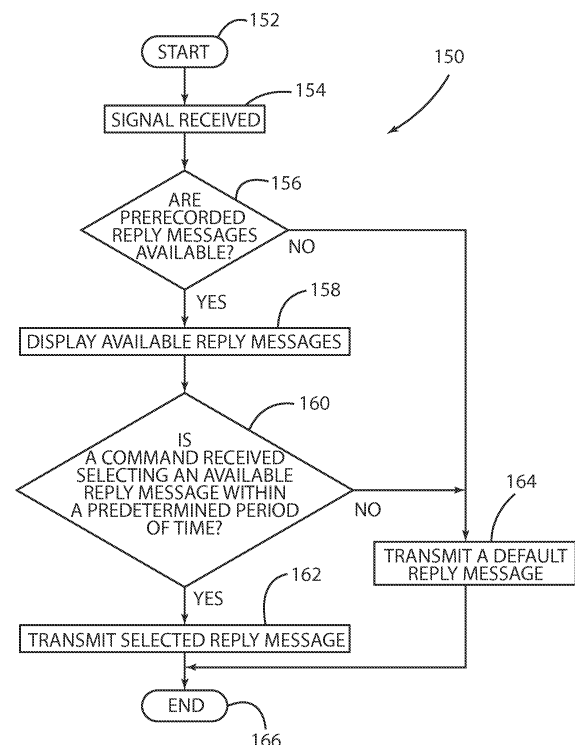 152
START
150
154
SIGNAL RECEIVED
156
ARE
PRERECORDED
REPLY MESSAGES
AVAILABLE?
NO
YES
158
DISPLAY AVAILABLE REPLY MESSAGES
160
IS
A COMMAND RECEIVED
SELECTING AN AVAILABLE
REPLY MESSAGE WITHIN
A PREDETERMINED PERIOD
OF TIME?
NO
164
TRANSMIT A DEFAULT
REPLY MESSAGE
YES
162
TRANSMIT SELECTED REPLY MESSAGE
END
166